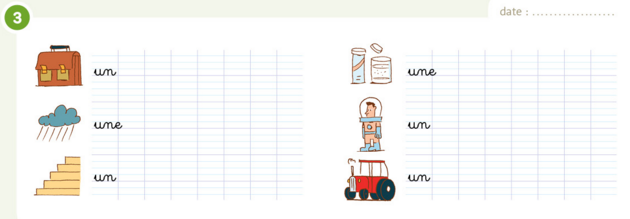 3
date : ....................
un
une
un
une
un
un